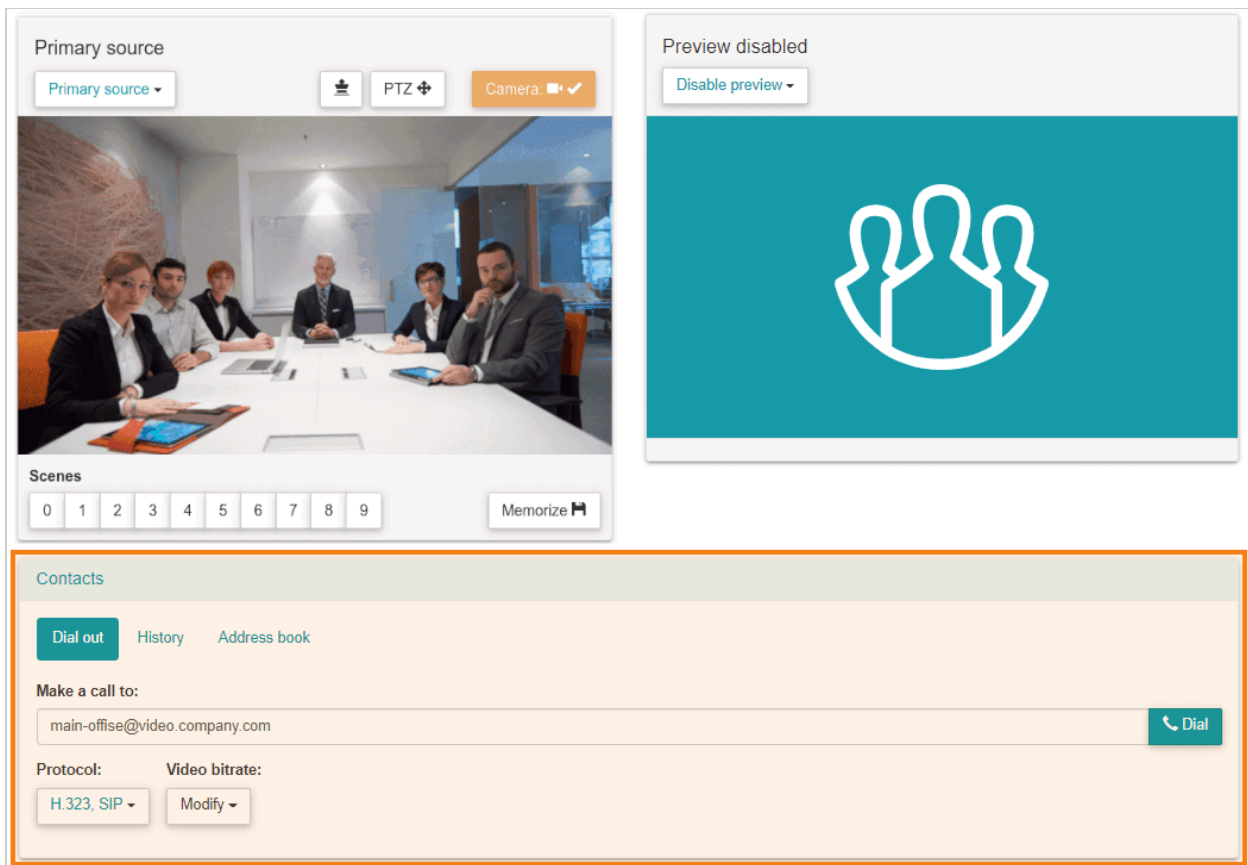 Primary source
Primary source
PTZ
Camera:
Scenes
0 1 2 3 4 5 6 7 8 9
Memorize
Preview disabled
Disable preview
Contacts
Dial out History Address book
Make a call to:
main-offise@video.company.com
Dial
Protocol: Video bitrate:
H.323, SIP Modify